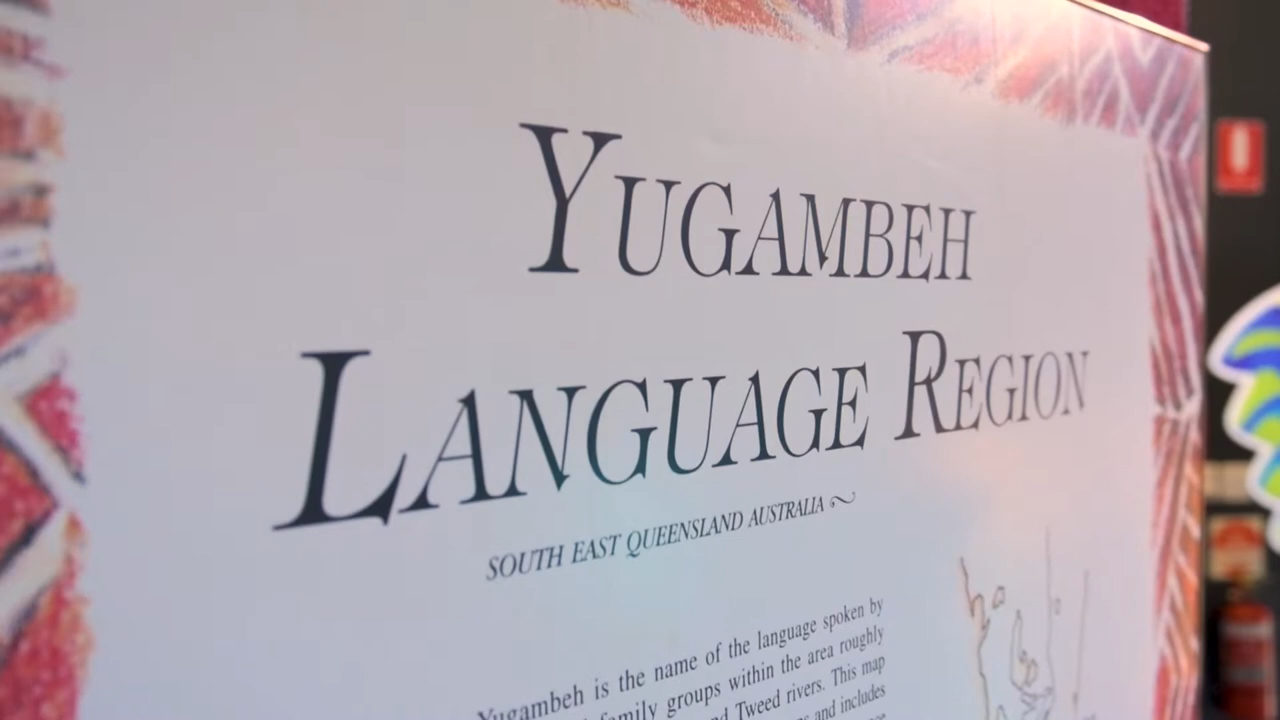 YUGAMBEH
LANGUAGE REGION
SOUTH EAST QUEENSLAND AUSTRALIA
Yugambeh is the name of the language spoken by
family groups within the area roughly
Tweed rivers. This map
and includes